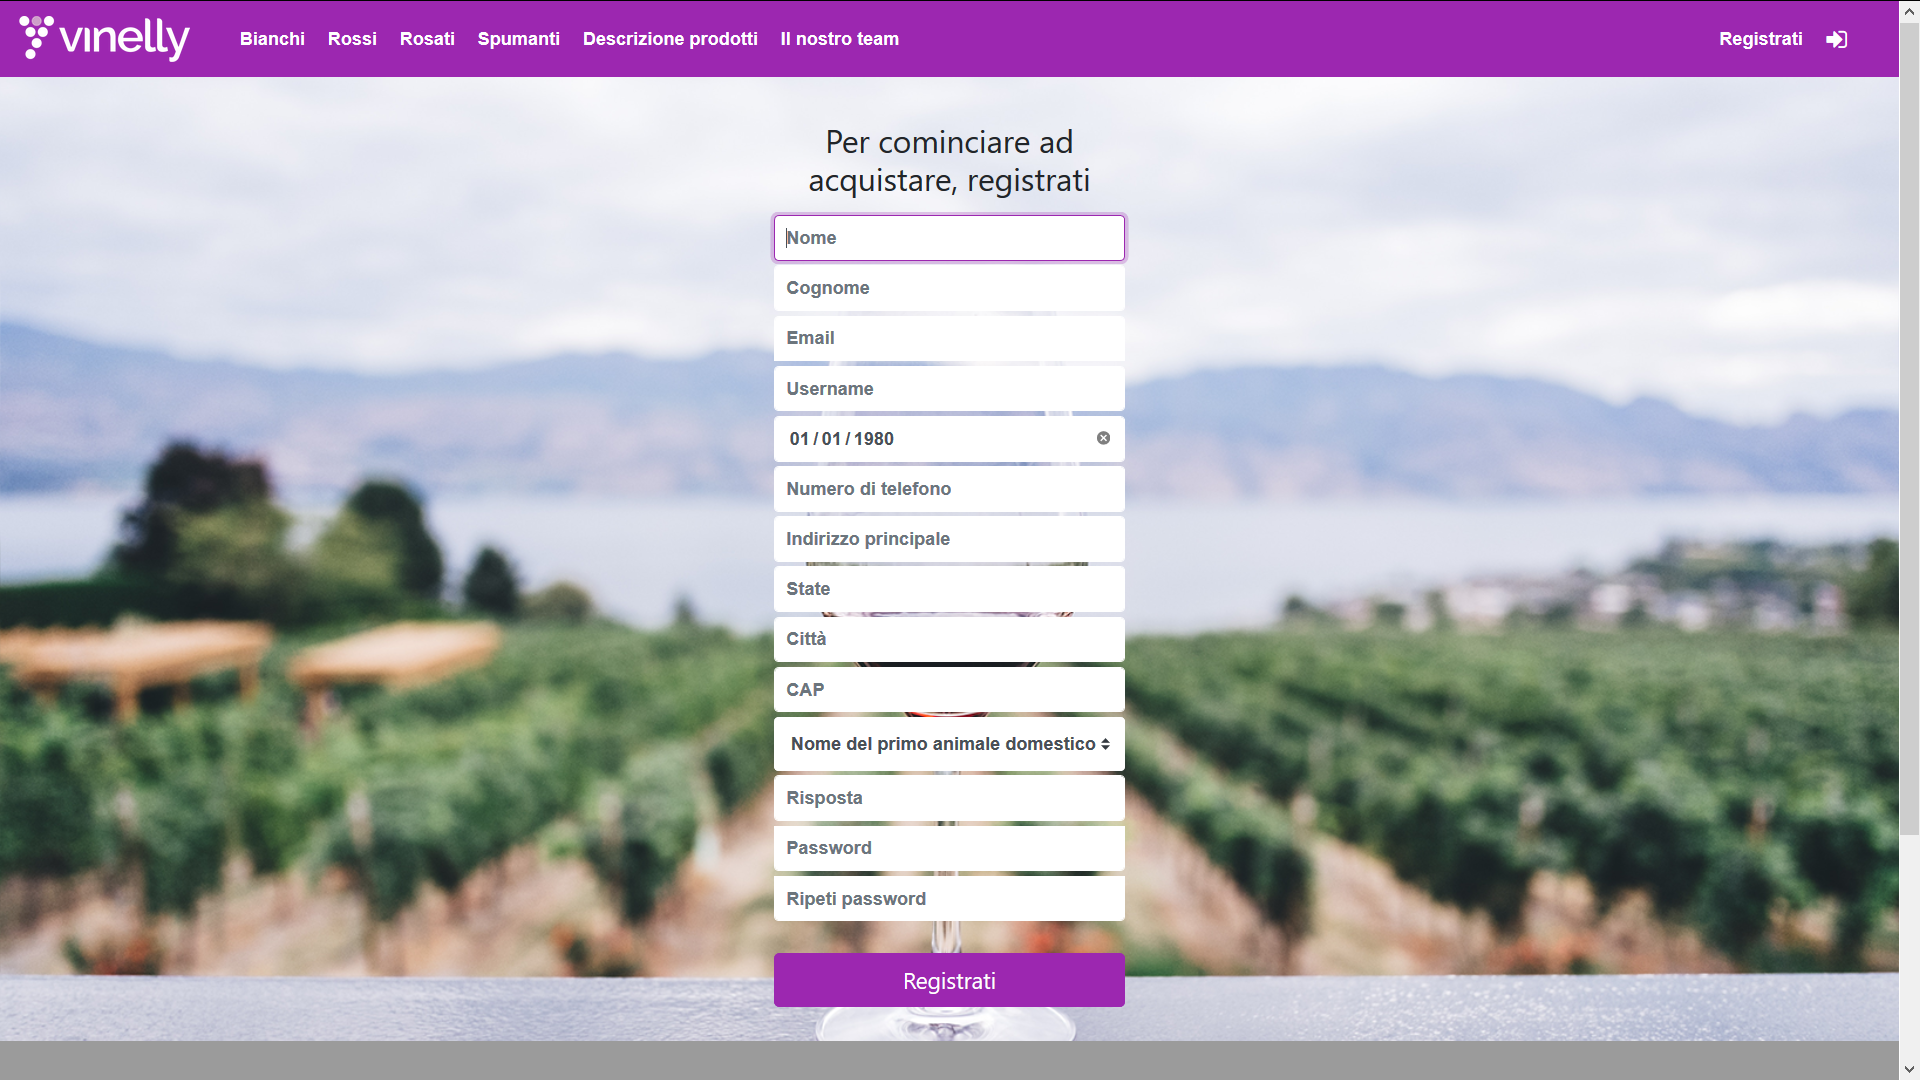 vinelly
Bianchi Rossi Rosati Spumanti Descrizione prodotti Il nostro team Registrati
Per cominciare ad
acquistare, registrati
Nome
Cognome
Email
Username
01 / 01 / 1980
Numero di telefono
Indirizzo principale
State
Città
CAP
Nome del primo animale domestico
Risposta
Password
Ripeti password
Registrati